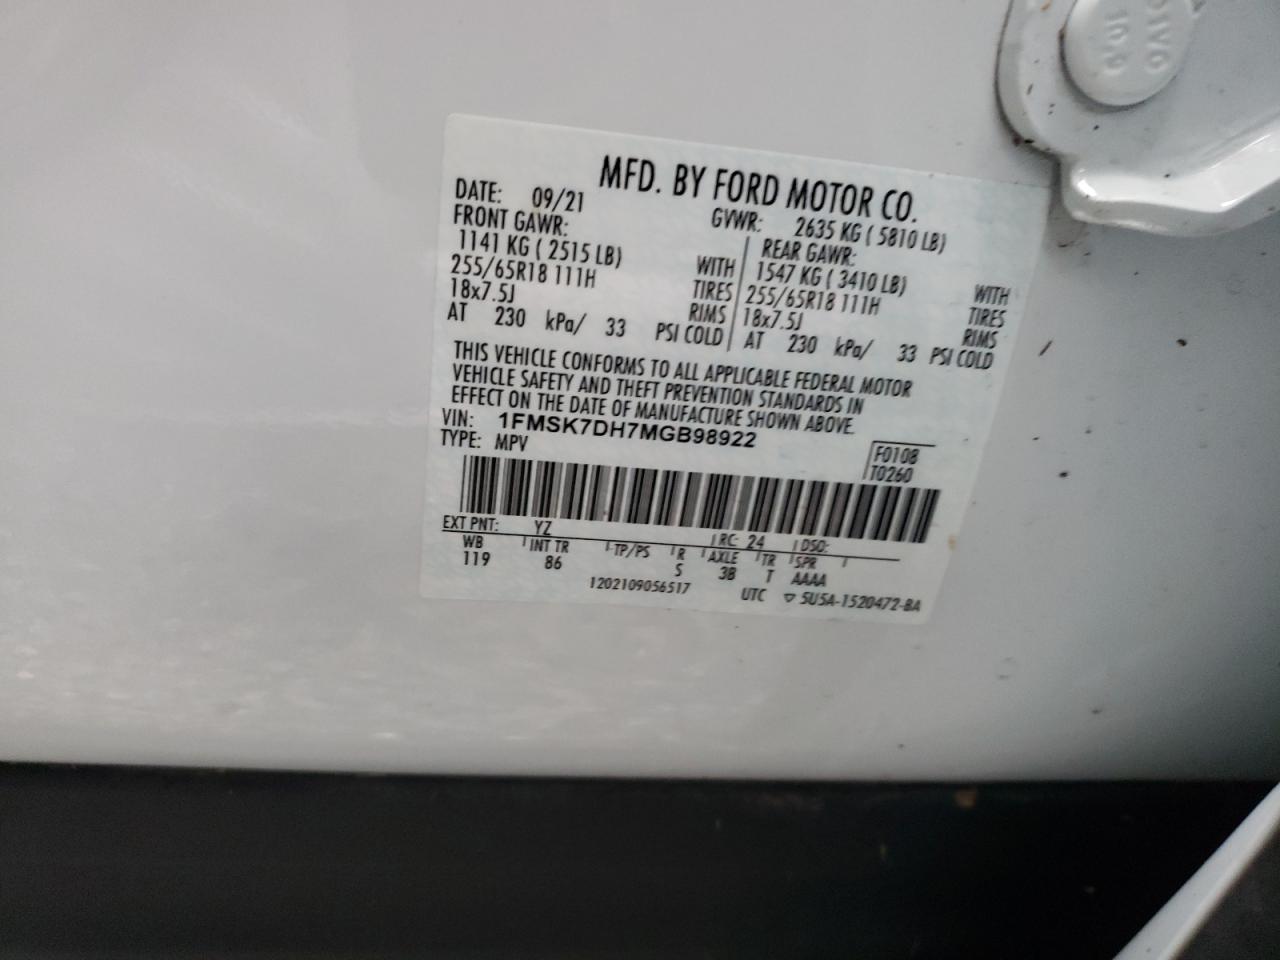 MFD. BY FORD MOTOR CO.
DATE: 09/21 GVWR: 2635 KG ( 5810 LB)
FRONT GAWR: REAR GAWR:
1141 KG ( 2515 LB) WITH 1547 KG ( 3410 LB) WITH
255/65R18 111H TIRES 255/65R18 111H TIRES
18x7.5J RIMS 18x7.5J RIMS
AT 230 kPa/ 33 PSI COLD AT 230 kPa/ 33 PSI COLD
THIS VEHICLE CONFORMS TO ALL APPLICABLE FEDERAL MOTOR
VEHICLE SAFETY AND THEFT PREVENTION STANDARDS IN
EFFECT ON THE DATE OF MANUFACTURE SHOWN ABOVE.
VIN: 1FMSK7DH7MGB98922
TYPE: MPV
F0108
T0260
EXT PNT: YZ RC: 24 DSO:
WB INT TR TP/PS R AXLE TR SPR
119 86 S 3B T AAAA
1202109056517 UTC ▽ 5U5A-1520472-BA
10.9